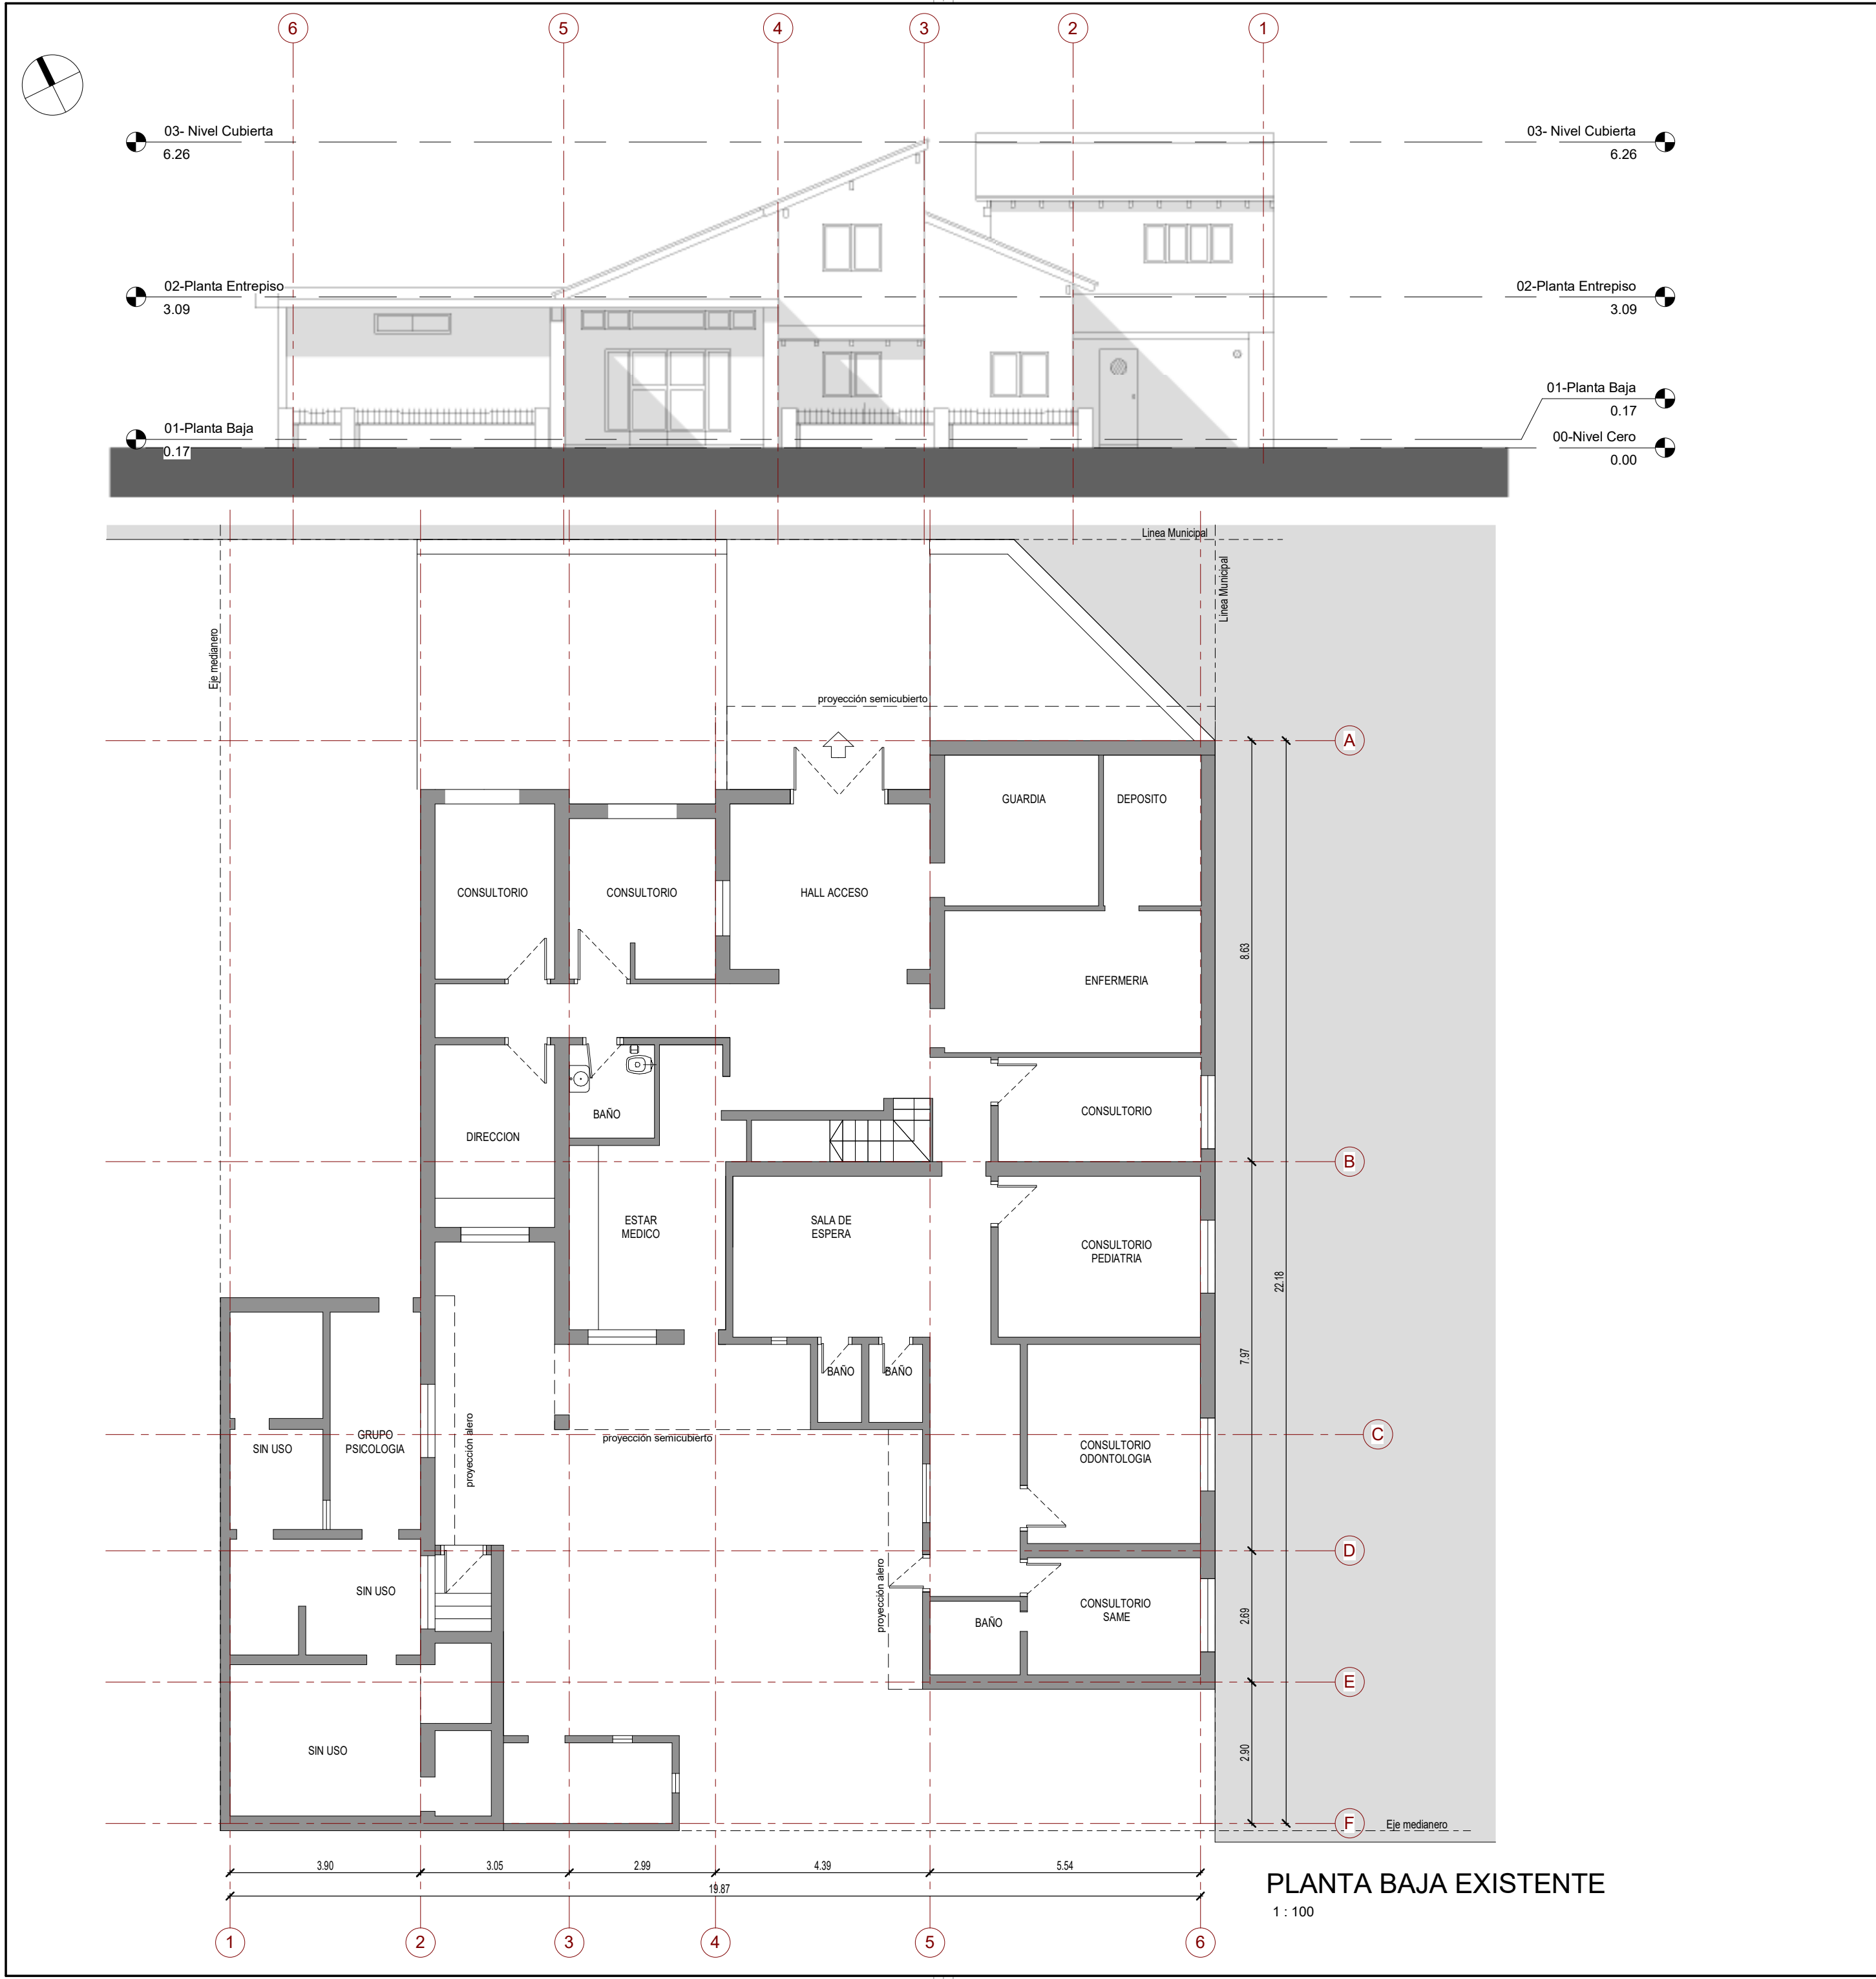 6 5 4 3 2 1
03- Nivel Cubierta
6.26
03- Nivel Cubierta
6.26
02-Planta Entrepiso
3.09
02-Planta Entrepiso
3.09
01-Planta Baja
0.17
01-Planta Baja
0.17
00-Nivel Cero
0.00
Linea Municipal
Linea Municipal
Eje medianero
proyección semicubierto
A
GUARDIA
DEPOSITO
CONSULTORIO
CONSULTORIO
HALL ACCESO
8.63
ENFERMERIA
BAÑO
CONSULTORIO
DIRECCION
B
ESTAR
MEDICO
SALA DE
ESPERA
CONSULTORIO
PEDIATRIA
22.18
7.97
BAÑO
BAÑO
GRUPO
PSICOLOGIA
SIN USO
proyección alero
proyección semicubierto
C
CONSULTORIO
ODONTOLOGIA
D
SIN USO
proyección alero
CONSULTORIO
SAME
BAÑO
2.69
E
SIN USO
2.90
F
Eje medianero
3.90
3.05
2.99
4.39
5.54
19.87
PLANTA BAJA EXISTENTE
1 : 100
1 2 3 4 5 6